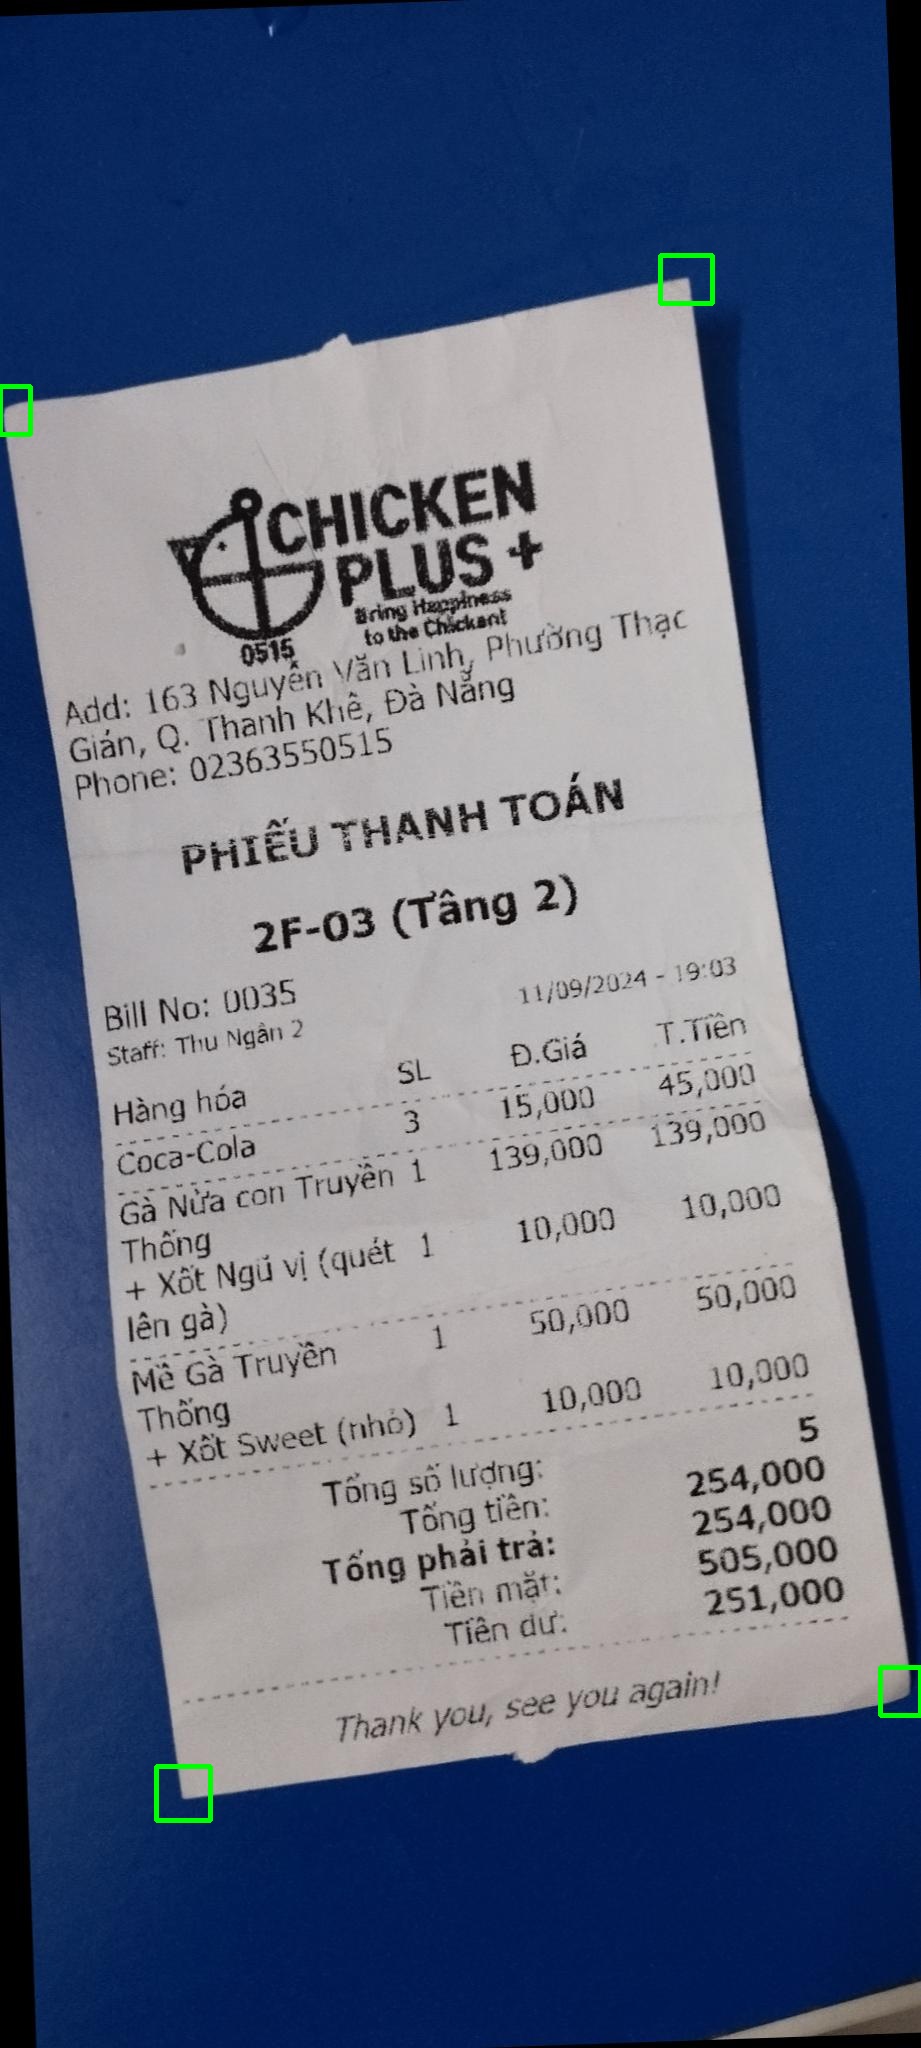 CHICKEN
PLUS +
Bring Happiness
to the Chickent
0515
Add: 163 Nguyễn Văn Linh, Phường Thạc
Gián, Q. Thanh Khê, Đà Nẵng
Phone: 02363550515
PHIẾU THANH TOÁN
2F-03 (Tầng 2)
Bill No: 0035
11/09/2024 - 19:03
Staff: Thu Ngân 2
Hàng hóa SL Đ.Giá T.Tiền
Coca-Cola 3 15,000 45,000
Gà Nửa con Truyền 1 139,000 139,000
Thống
+ Xốt Ngũ vị (quét 1 10,000 10,000
lên gà)
Mề Gà Truyền 1 50,000 50,000
Thống
+ Xốt Sweet (nhỏ) 1 10,000 10,000
Tổng số lượng: 5
Tổng tiền: 254,000
Tổng phải trả: 254,000
Tiền mặt: 505,000
Tiền dư: 251,000
Thank you, see you again!